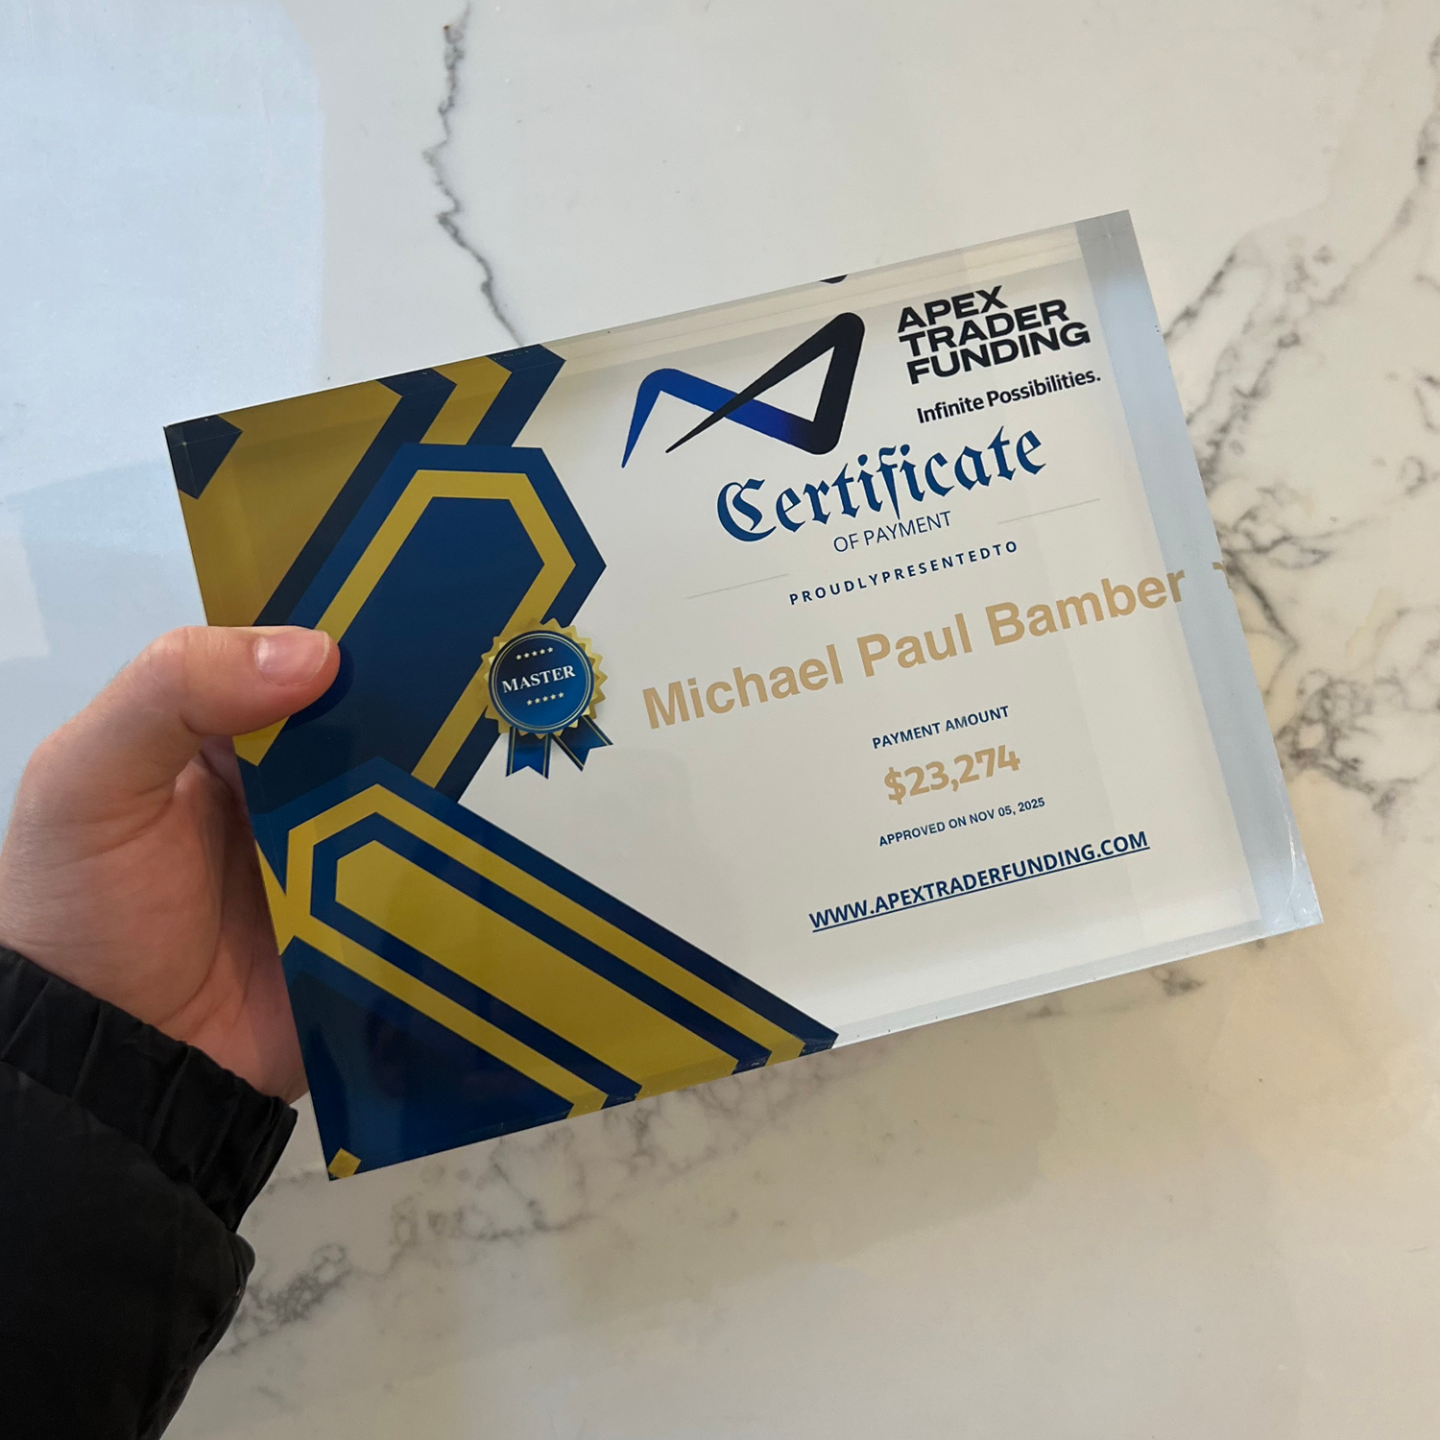 APEX
TRADER
FUNDING
Infinite Possibilities.
Certificate
OF PAYMENT
PROUDLYPRESENTEDTO
Michael Paul Bamber
MASTER
PAYMENT AMOUNT
$23,274
APPROVED ON NOV 05, 2025
WWW.APEXTRADERFUNDING.COM